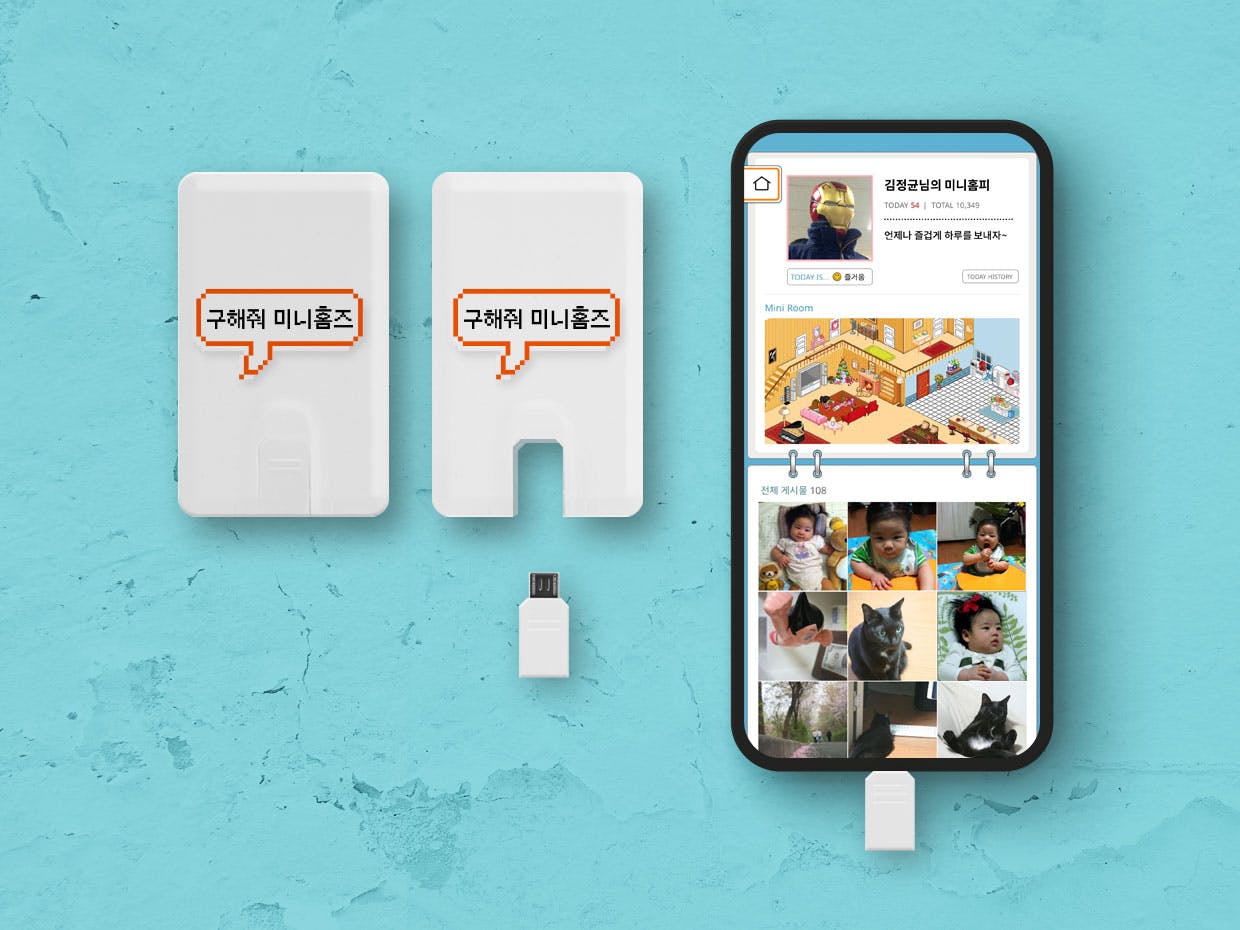 구해줘 미니홈즈
구해줘 미니홈즈
김정균님의 미니홈피
TODAY 54 | TOTAL 10,349
언제나 즐겁게 하루를 보내자~
TODAY IS... 즐거움
TODAY HISTORY
Mini Room
전체 게시물 108